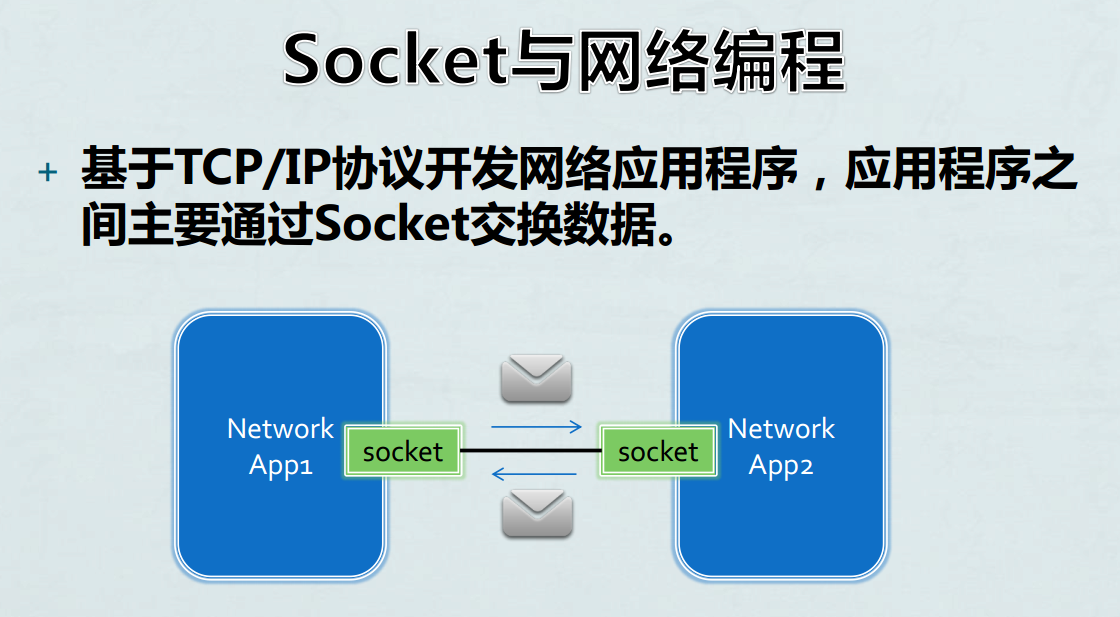 Socket与网络编程
+ 基于TCP/IP协议开发网络应用程序，应用程序之
间主要通过Socket交换数据。
Network
App1
socket
socket
Network
App2